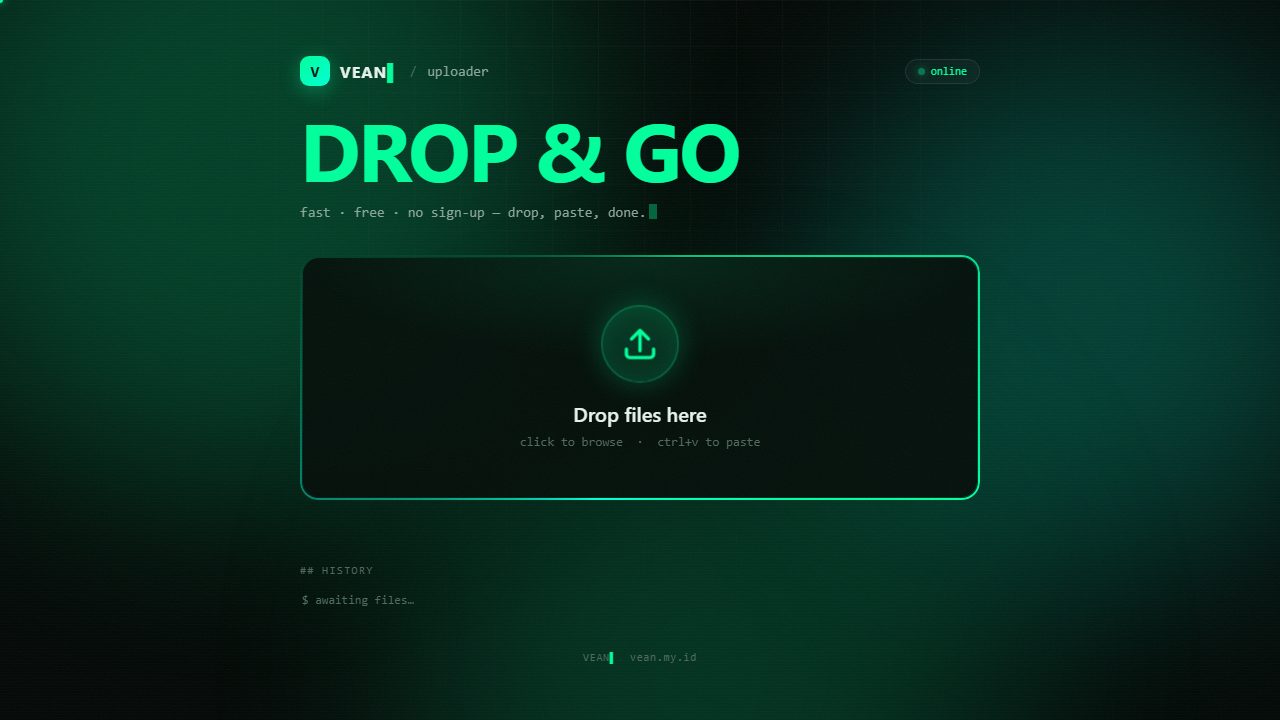 V VEAN / uploader
online
DROP & GO
fast · free · no sign-up — drop, paste, done.
Drop files here
click to browse · ctrl+v to paste
## HISTORY
$ awaiting files…
VEAN vean.my.id